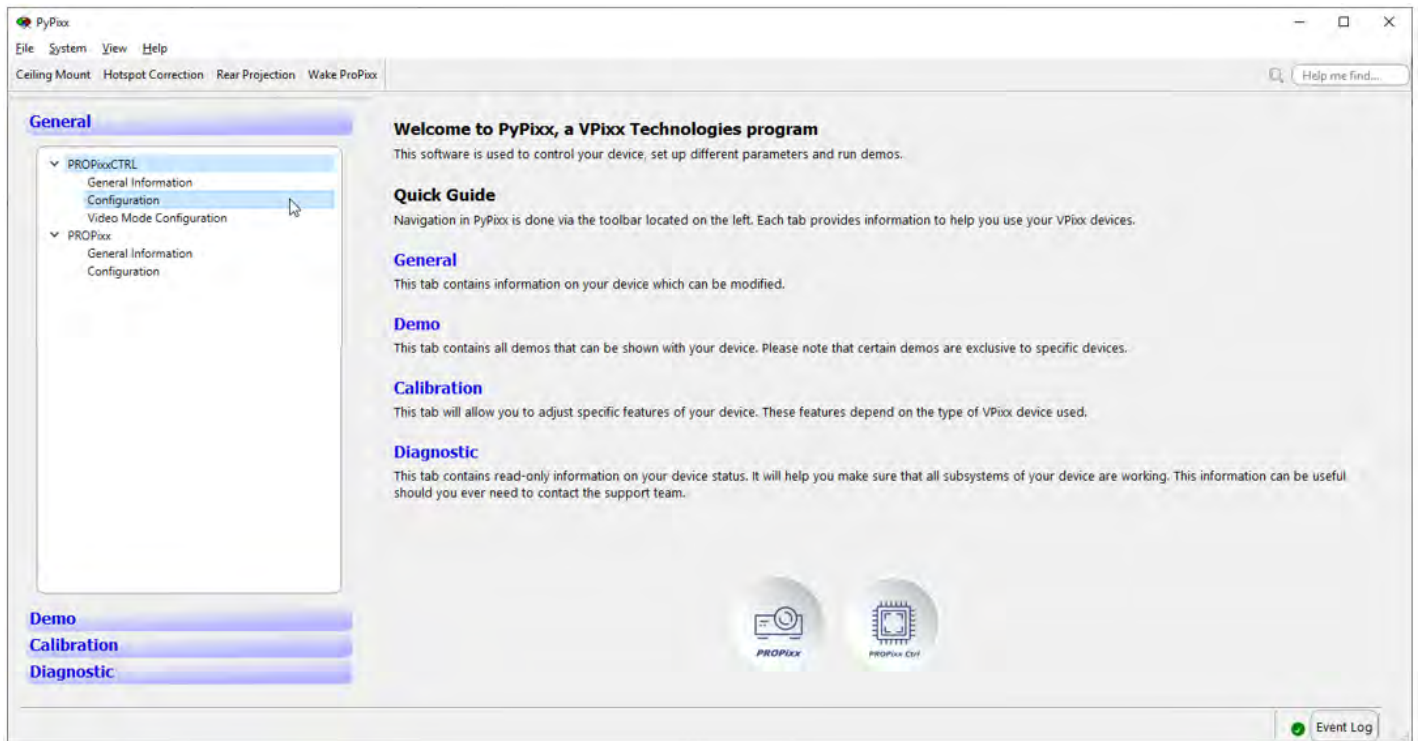 PyPixx
File System View Help
Ceiling Mount Hotspot Correction Rear Projection Wake ProPixx
Help me find...
General
PROPixxCTRL
General Information
Configuration
Video Mode Configuration
PROPixx
General Information
Configuration
Demo
Calibration
Diagnostic
Welcome to PyPixx, a VPixx Technologies program
This software is used to control your device, set up different parameters and run demos.
Quick Guide
Navigation in PyPixx is done via the toolbar located on the left. Each tab provides information to help you use your VPixx devices.
General
This tab contains information on your device which can be modified.
Demo
This tab contains all demos that can be shown with your device. Please note that certain demos are exclusive to specific devices.
Calibration
This tab will allow you to adjust specific features of your device. These features depend on the type of VPixx device used.
Diagnostic
This tab contains read-only information on your device status. It will help you make sure that all subsystems of your device are working. This information can be useful
should you ever need to contact the support team.
PROPixx
PROPixx Ctrl
Event Log